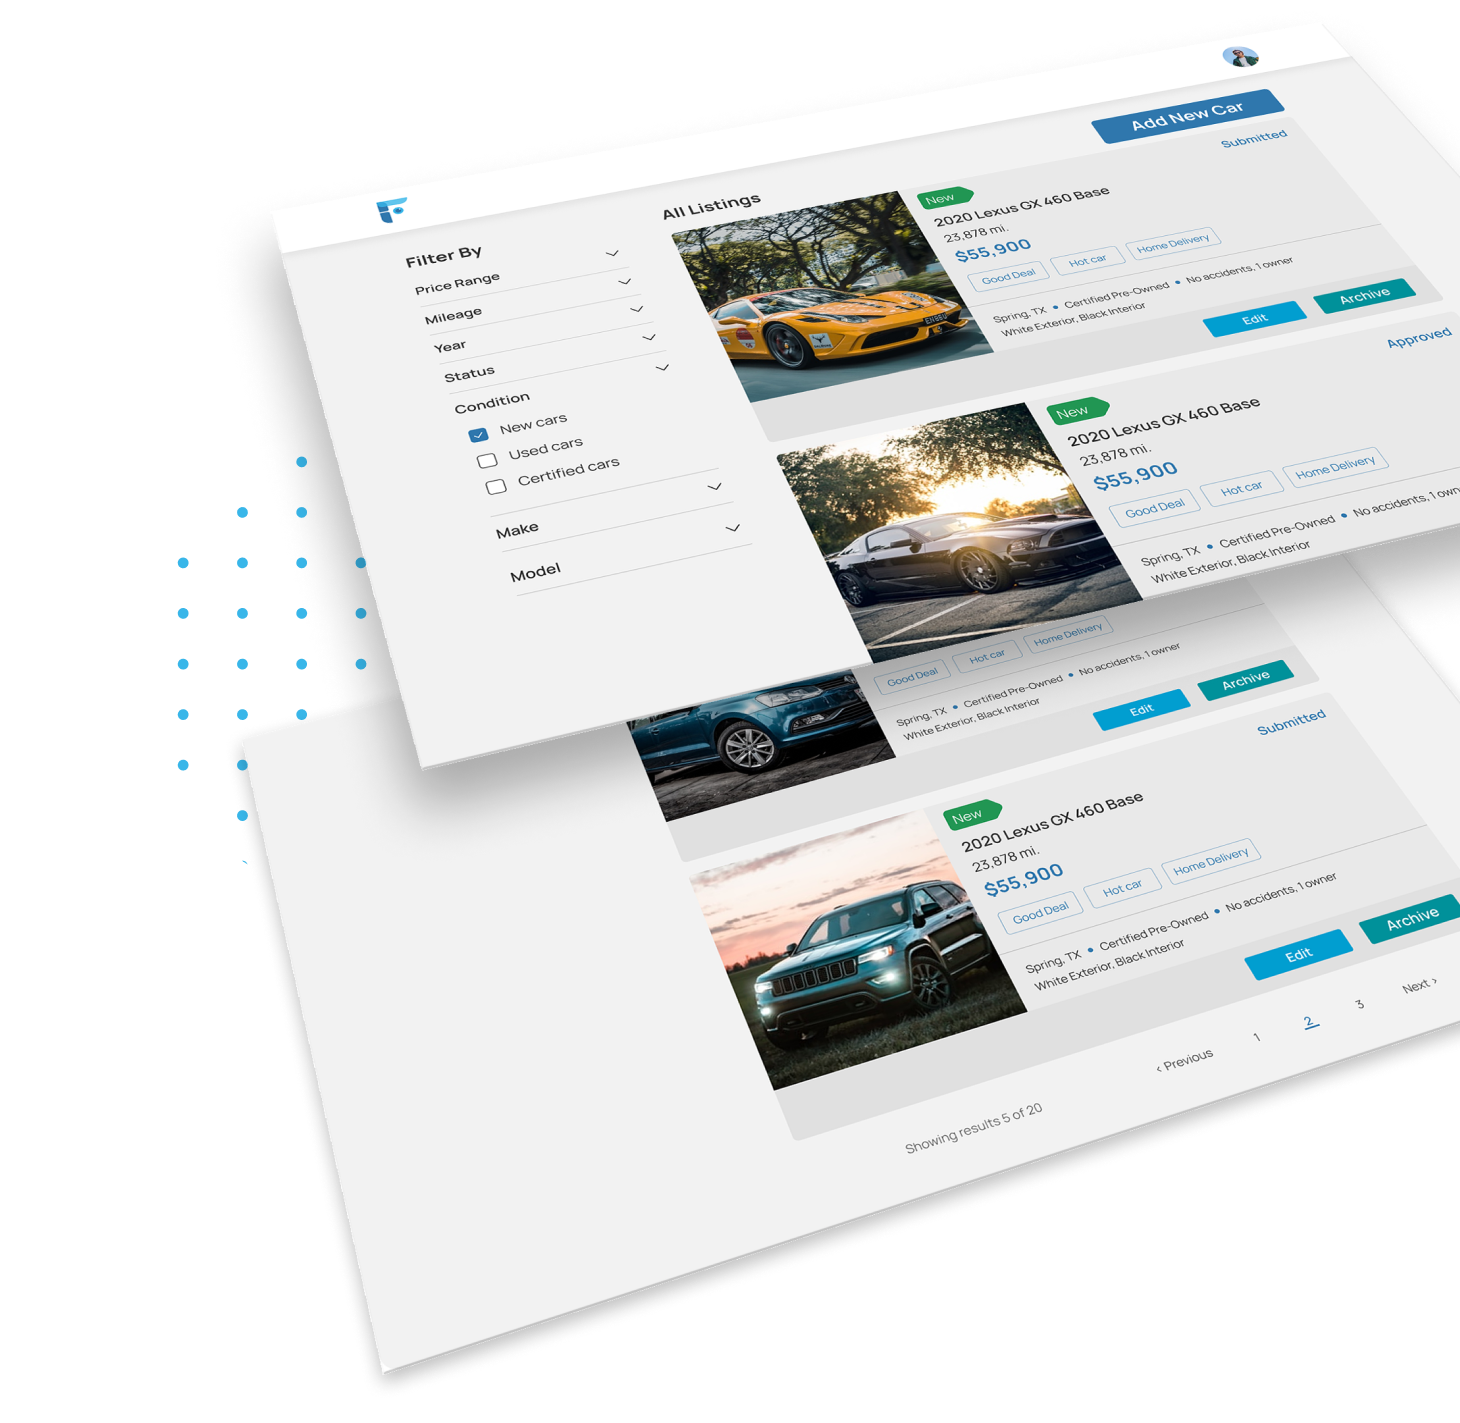 Add New Car
Filter By
Price Range
Mileage
Year
Status
Condition
New cars
Used cars
Certified cars
Make
Model
All Listings
Submitted
New
2020 Lexus GX 460 Base
23,878 mi.
$55,900
Good Deal
Hot car
Home Delivery
Spring, TX • Certified Pre-Owned • No accidents, 1 owner
White Exterior, Black Interior
Edit
Archive
Approved
New
2020 Lexus GX 460 Base
23,878 mi.
$55,900
Good Deal
Hot car
Home Delivery
Spring, TX • Certified Pre-Owned • No accidents, 1 own
White Exterior, Black Interior
Good Deal
Hot car
Home Delivery
Spring, TX • Certified Pre-Owned • No accidents, 1 owner
White Exterior, Black Interior
Edit
Archive
Submitted
New
2020 Lexus GX 460 Base
23,878 mi.
$55,900
Good Deal
Hot car
Home Delivery
Spring, TX • Certified Pre-Owned • No accidents, 1 owner
White Exterior, Black Interior
Edit
Archive
‹ Previous 1 2 3 Next ›
Showing results 5 of 20